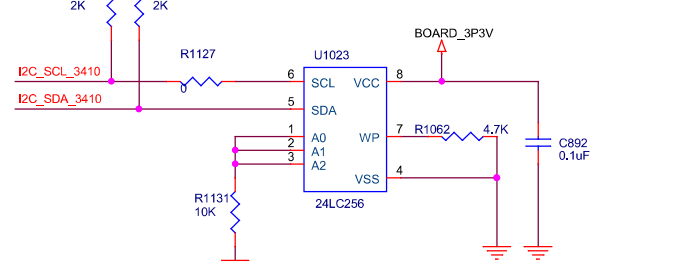 2K
2K
BOARD_3P3V
R1127
U1023
I2C_SCL_3410
0
6
SCL
VCC
8
I2C_SDA_3410
5
SDA
1
A0
WP
7
R1062
4.7K
2
A1
3
A2
C892
0.1uF
4
VSS
R1131
10K
24LC256